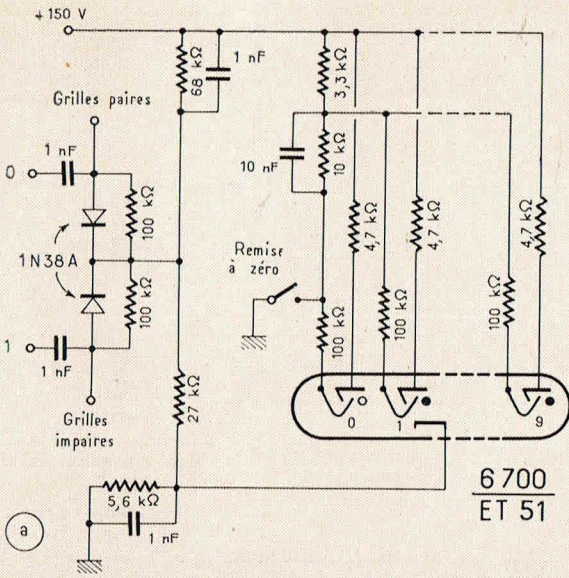 +150 V
1 nF
68 kΩ
3,3 kΩ
Grilles paires
1 nF
0
10 nF
10 kΩ
100 kΩ
4,7 kΩ
4,7 kΩ
4,7 kΩ
1N38A
Remise
à zéro
100 kΩ
100 kΩ
100 kΩ
100 kΩ
1
1 nF
27 kΩ
Grilles
impaires
0
1
9
5,6 kΩ
1 nF
a
6700
ET 51